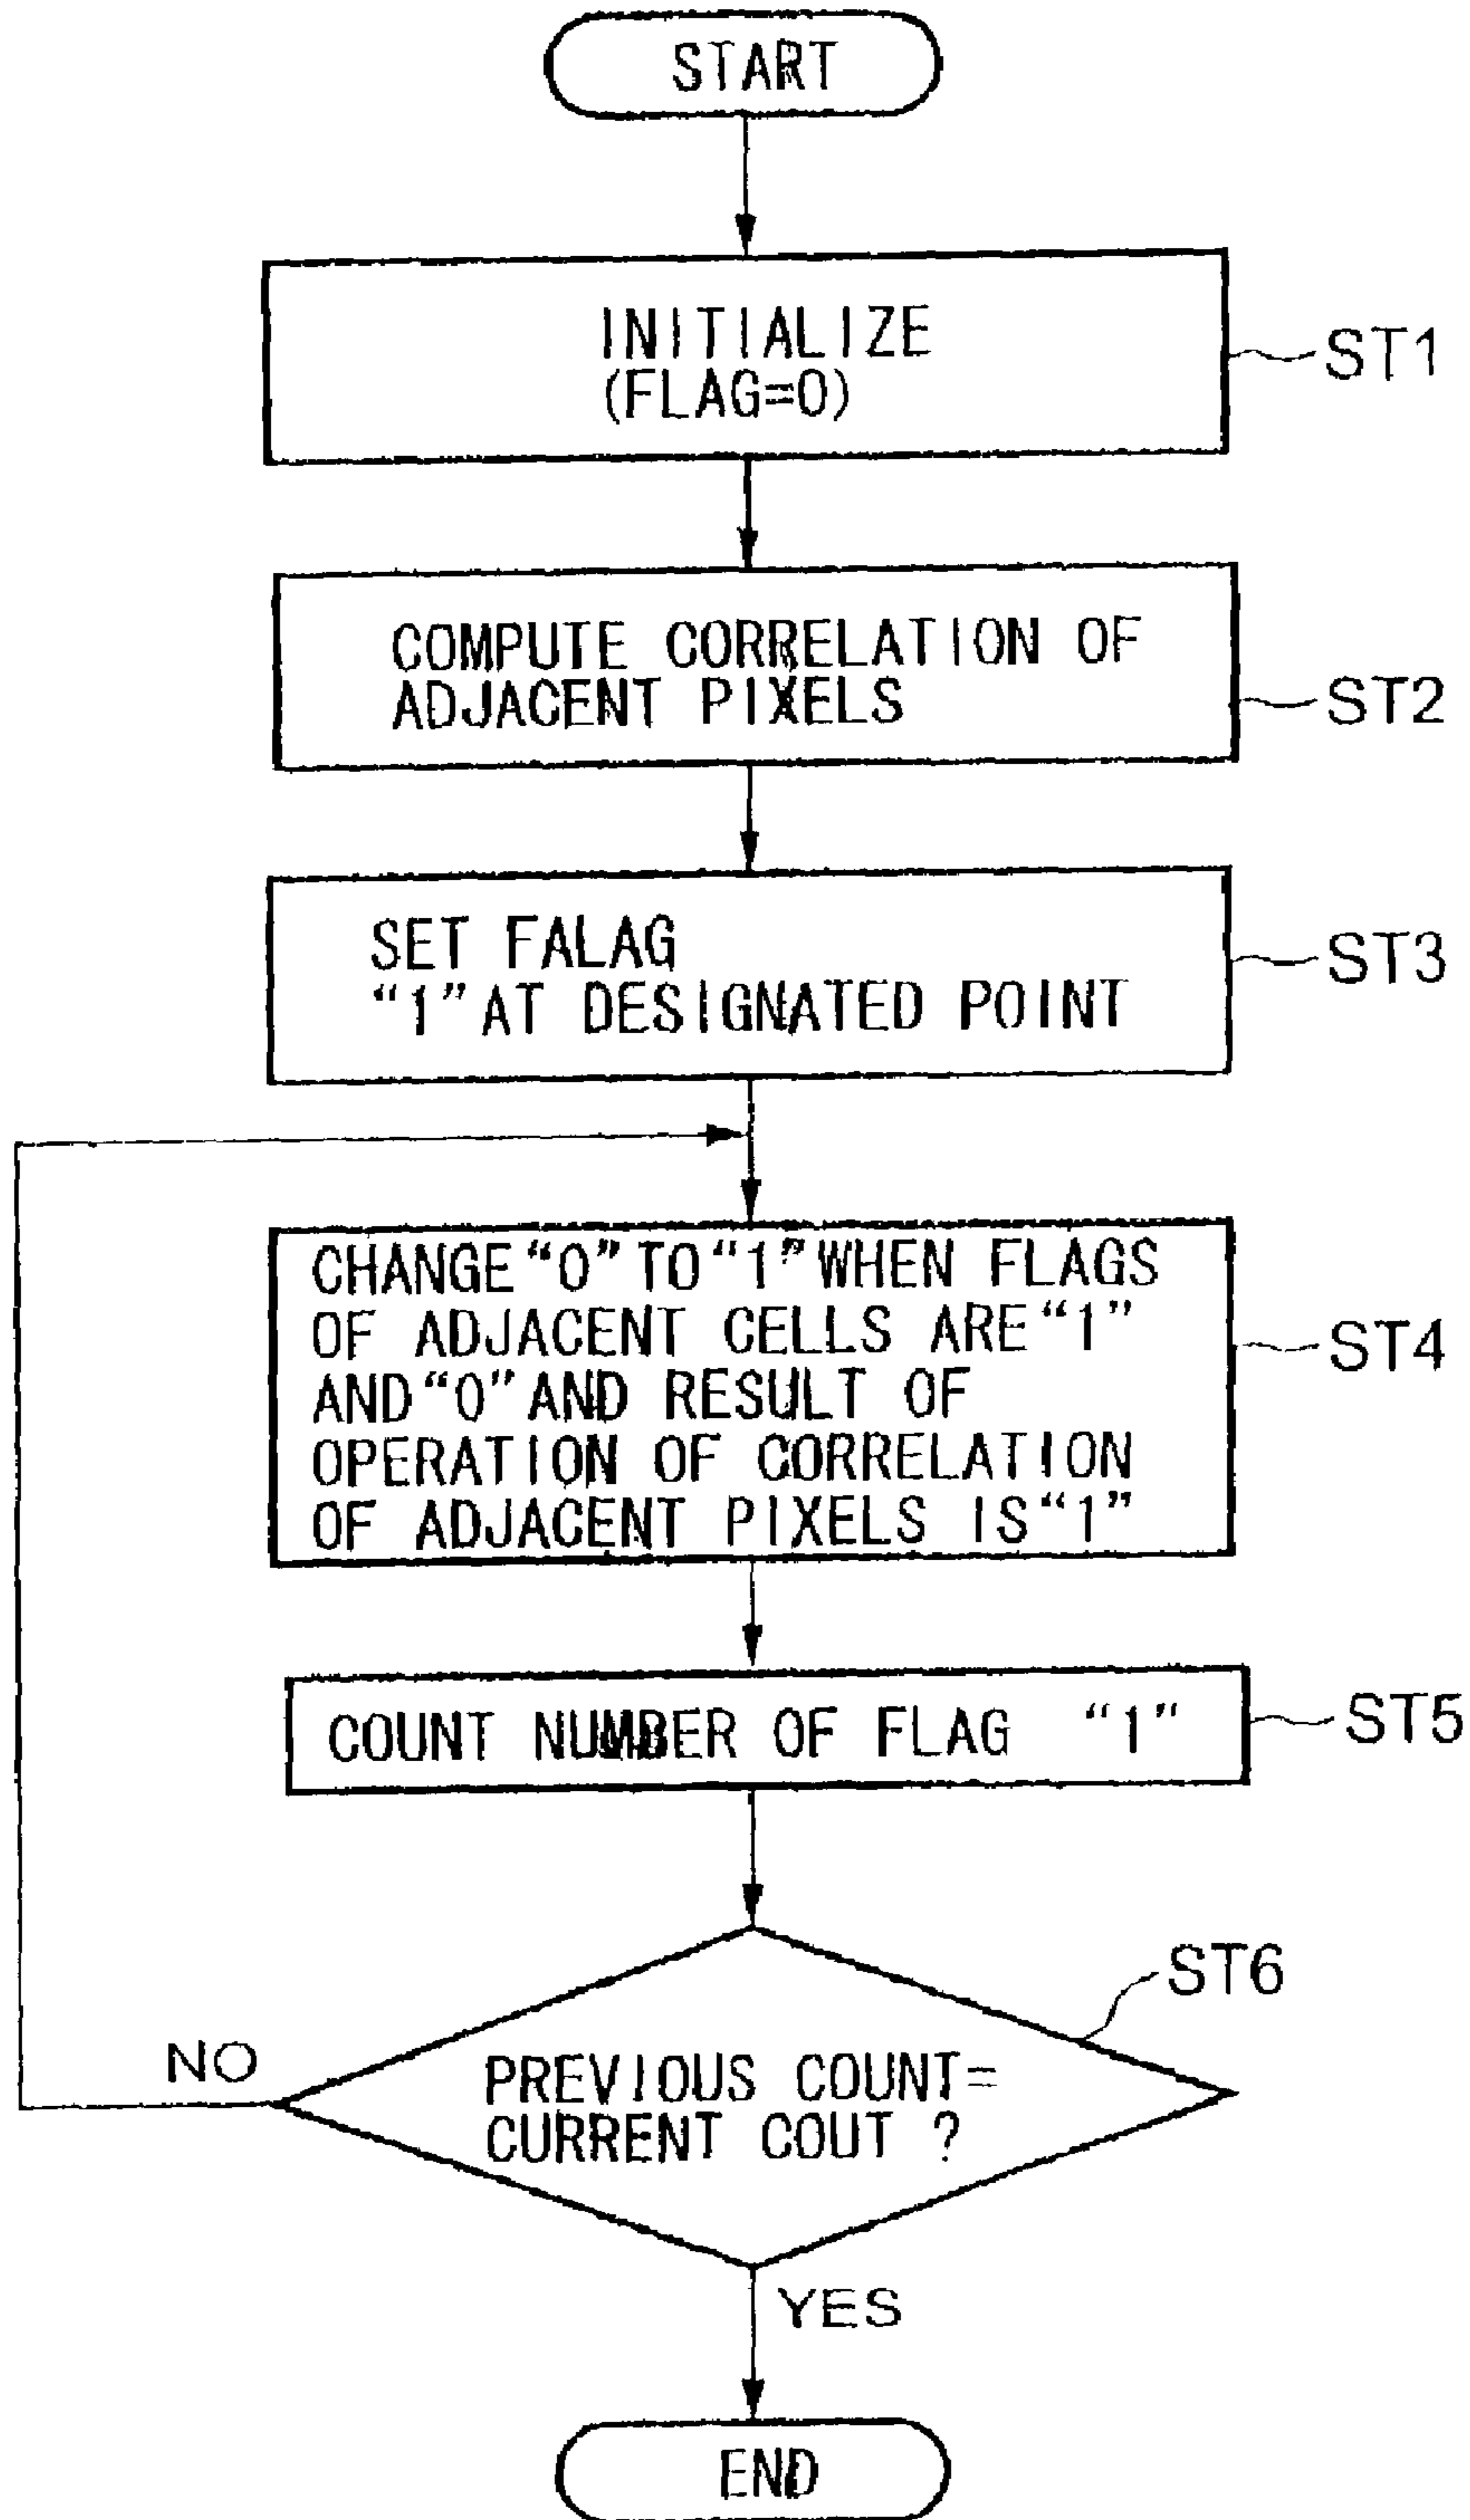 START
INITIALIZE
(FLAG=0)
ST1
COMPUTE CORRELATION OF
ADJACENT PIXELS
ST2
SET FALAG
“1” AT DESIGNATED POINT
ST3
CHANGE “0” TO “1” WHEN FLAGS
OF ADJACENT CELLS ARE “1”
AND “0” AND RESULT OF
OPERATION OF CORRELATION
OF ADJACENT PIXELS IS “1”
ST4
COUNT NUMBER OF FLAG “1”
ST5
ST6
NO
PREVIOUS COUNT=
CURRENT COUT ?
YES
END